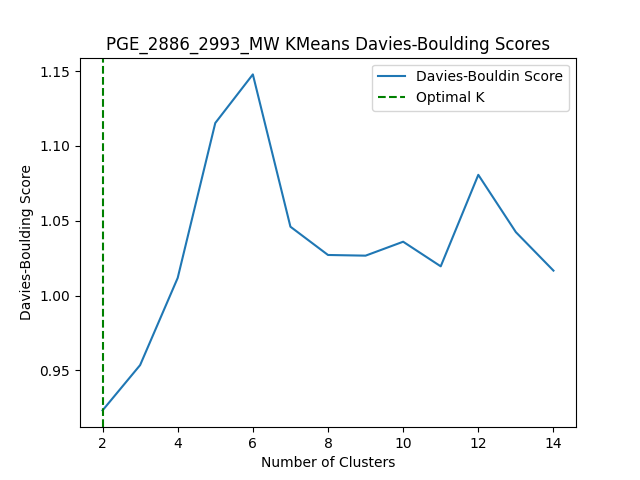 PGE_2886_2993_MW KMeans Davies-Boulding Scores
Davies-Bouldin Score
Optimal K
Davies-Boulding Score
1.15
1.10
1.05
1.00
0.95
2 4 6 8 10 12 14
Number of Clusters